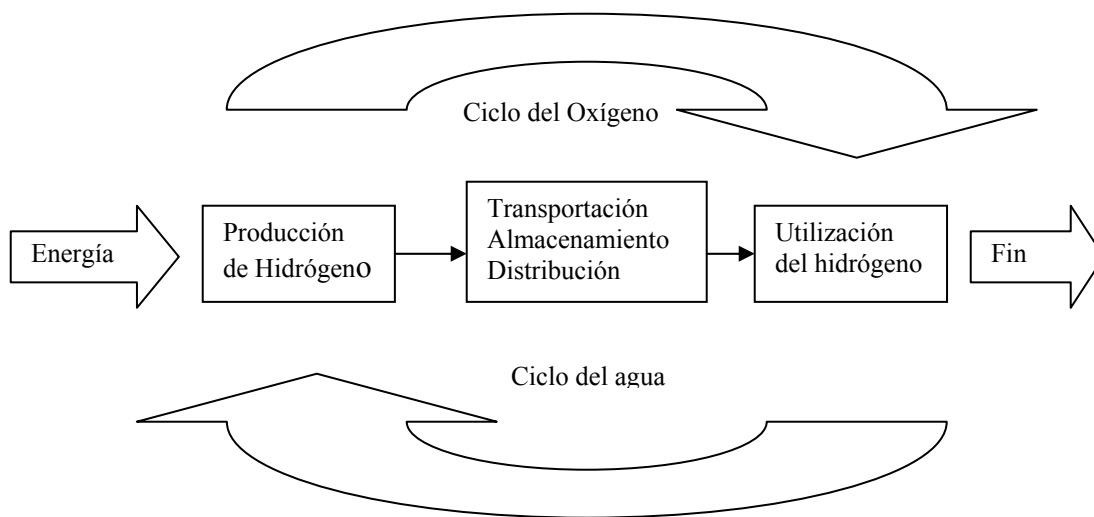 Ciclo del Oxígeno
Energía
Producción
de Hidrógeno
Transportación
Almacenamiento
Distribución
Utilización
del hidrógeno
Fin
Ciclo del agua